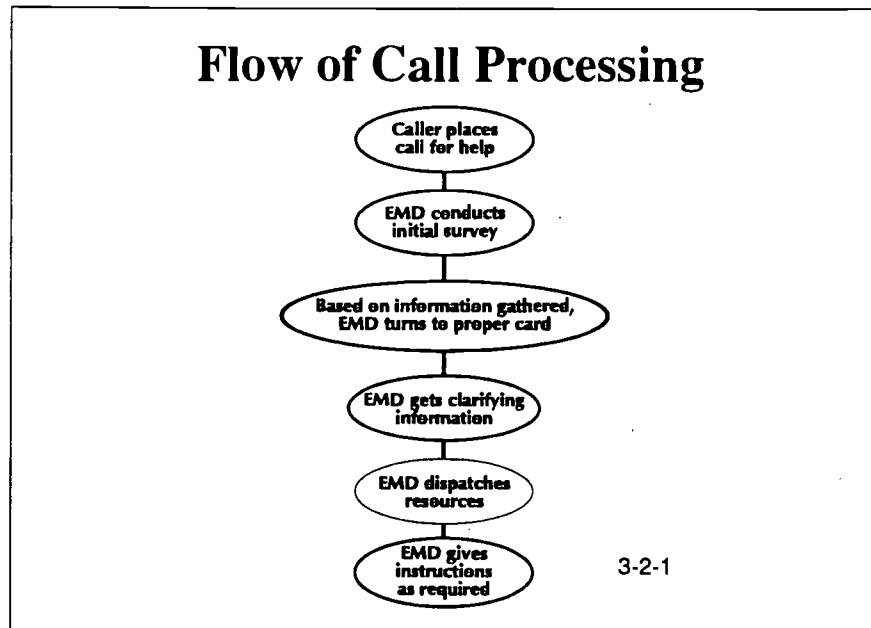 Flow of Call Processing
Caller places
call for help
EMD conducts
initial survey
Based on information gathered,
EMD turns to proper card
EMD gets clarifying
information
EMD dispatches
resources
EMD gives
instructions
as required
3-2-1